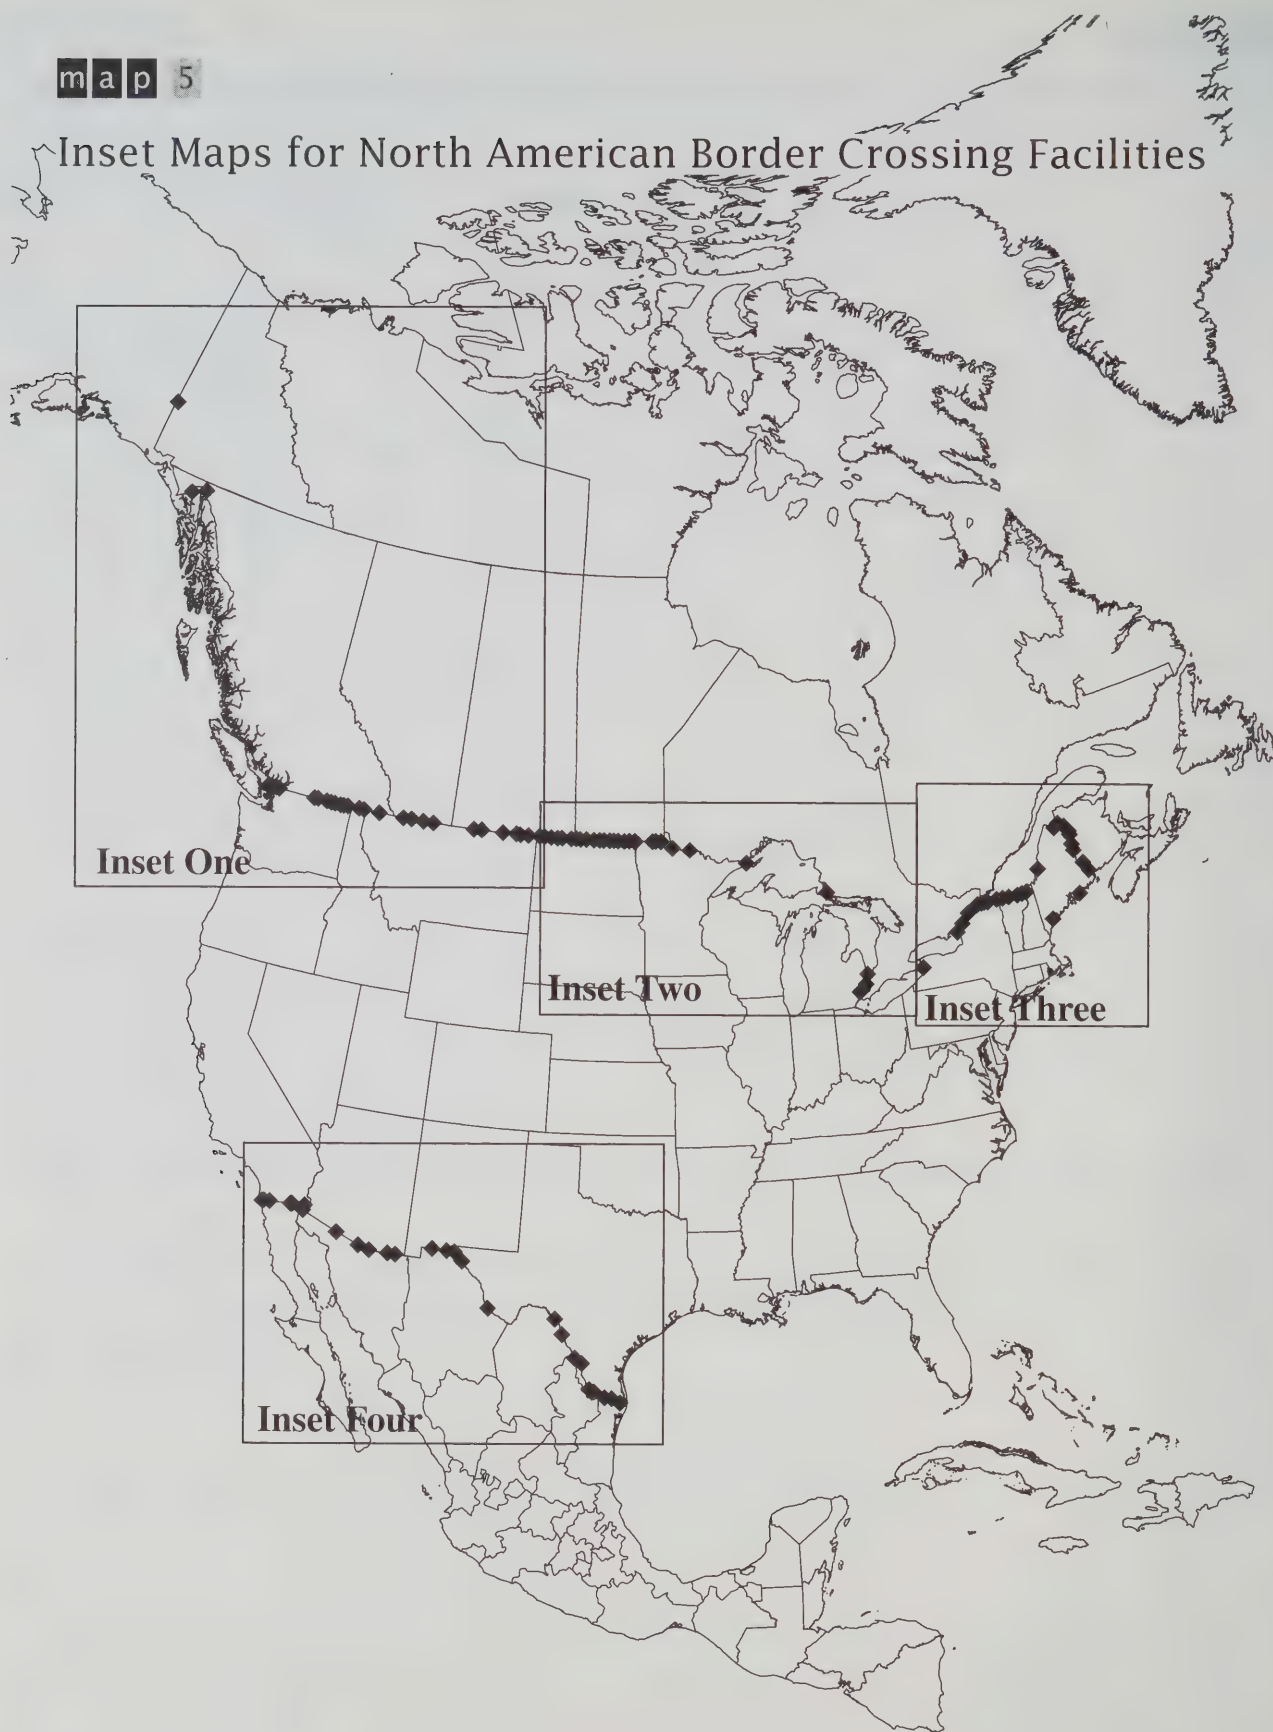 map 5
Inset Maps for North American Border Crossing Facilities
Inset One
Inset Two
Inset Three
Inset Four